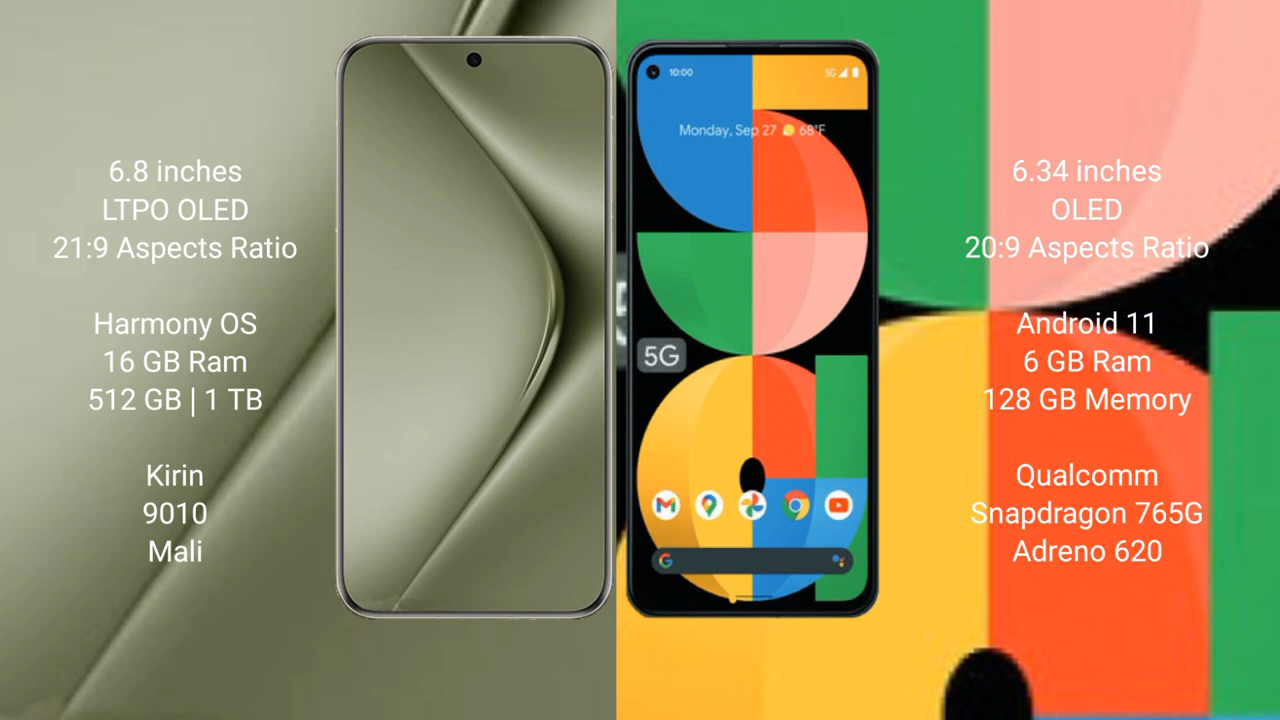 6.8 inches
LTPO OLED
21:9 Aspects Ratio
Harmony OS
16 GB Ram
512 GB | 1 TB
Kirin
9010
Mali
10:00
5G
Monday, Sep 27 68°F
5G
6.34 inches
OLED
20:9 Aspects Ratio
Android 11
6 GB Ram
128 GB Memory
Qualcomm
Snapdragon 765G
Adreno 620